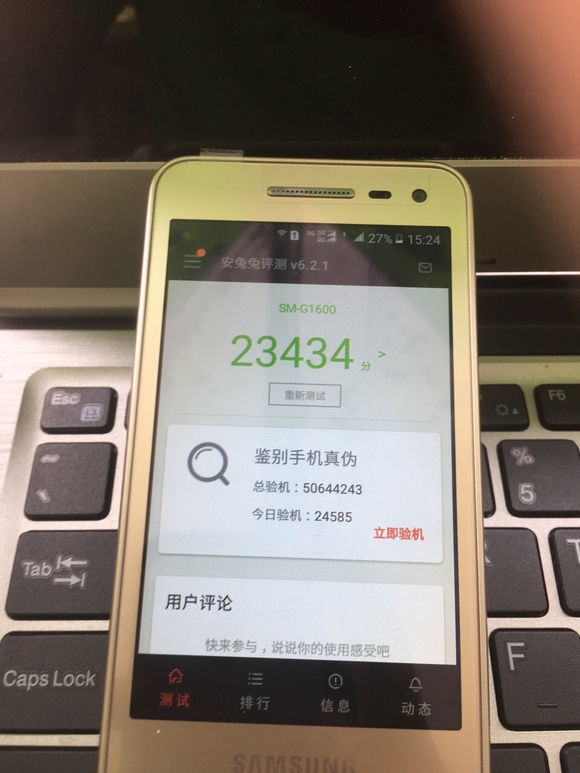 27% 15:24
安兔兔评测 v6.2.1
SM-G1600
23434 分 >
重新测试
鉴别手机真伪
总验机：50644243
今日验机：24585
立即验机
用户评论
快来参与，说说你的使用感受吧
测试 排行 信息 动态
SAMSUNG
Esc
F6
%
5
Tab
Caps Lock
F